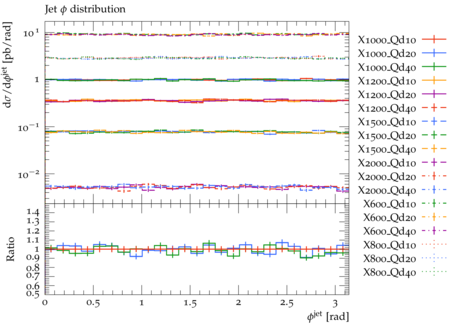 Jet ϕ distribution
dσ/dϕ^jet [pb/rad]
10^1
1
10^−1
10^−2
X1000_Qd10
X1000_Qd20
X1000_Qd40
X1200_Qd10
X1200_Qd20
X1200_Qd40
X1500_Qd10
X1500_Qd20
X1500_Qd40
X2000_Qd10
X2000_Qd20
X2000_Qd40
X600_Qd10
X600_Qd20
X600_Qd40
X800_Qd10
X800_Qd20
X800_Qd40
Ratio
1.4
1.3
1.2
1.1
1.0
0.9
0.8
0.7
0.6
0.5
0 0.5 1 1.5 2 2.5 3
ϕ^jet [rad]